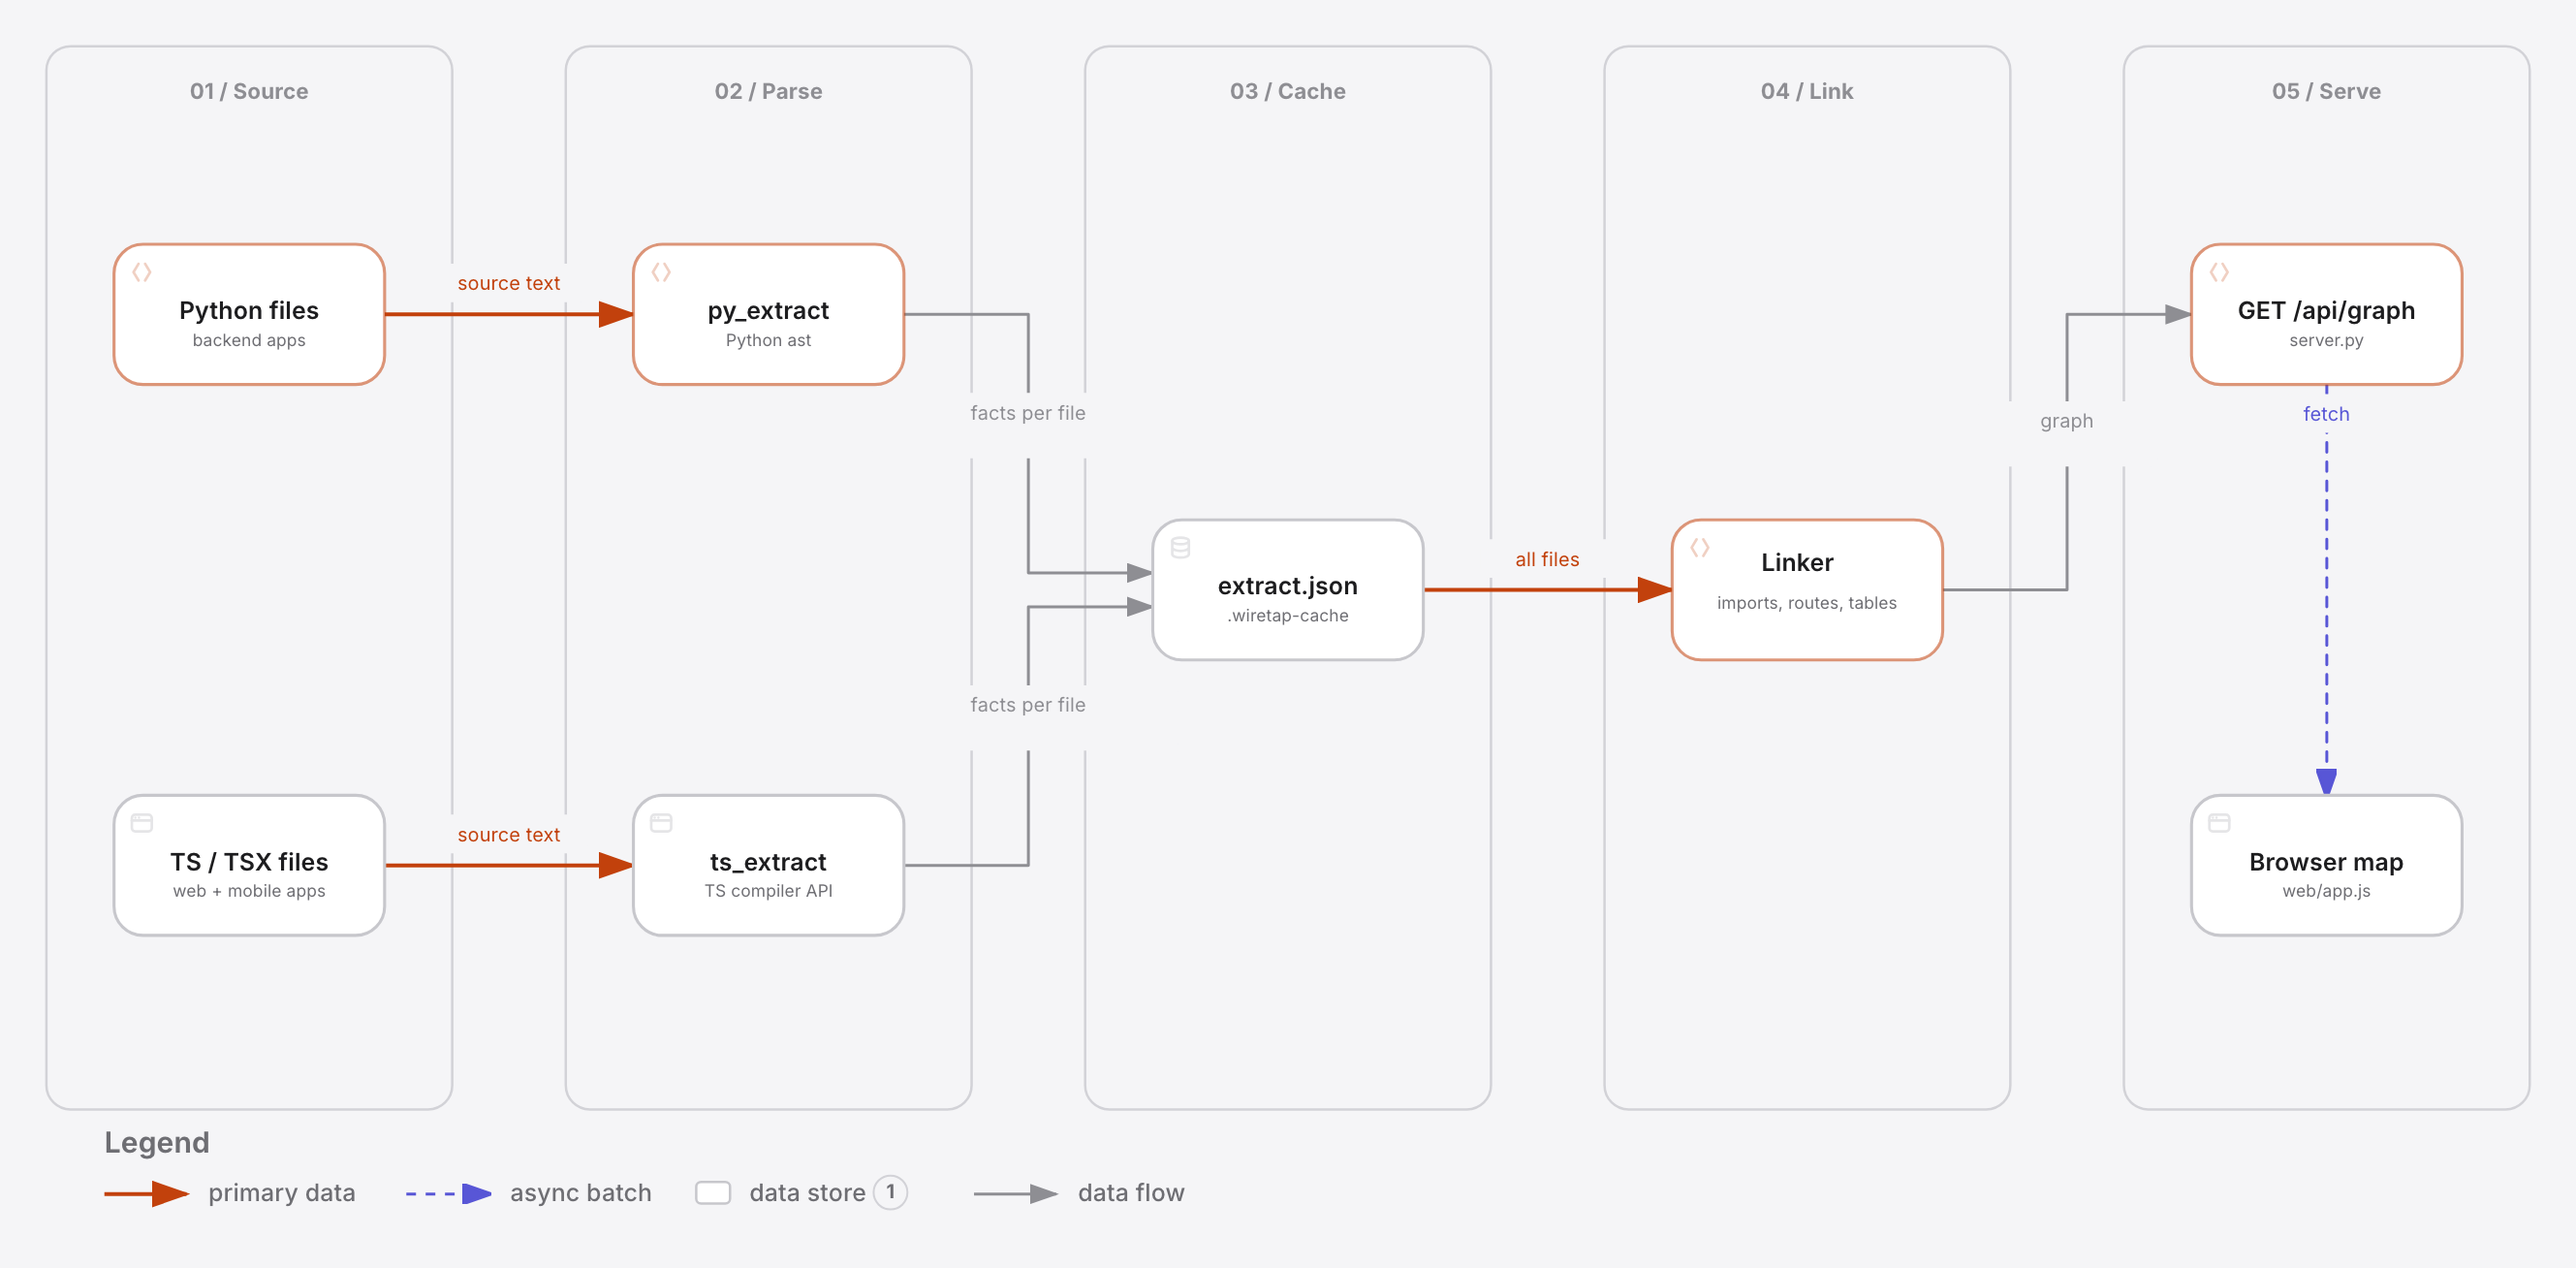 01 / Source
02 / Parse
03 / Cache
04 / Link
05 / Serve
Python files
backend apps
source text
py_extract
Python ast
facts per file
GET /api/graph
server.py
graph
fetch
extract.json
.wiretap-cache
all files
Linker
imports, routes, tables
facts per file
TS / TSX files
web + mobile apps
source text
ts_extract
TS compiler API
Browser map
web/app.js
Legend
primary data
async batch
data store 1
data flow